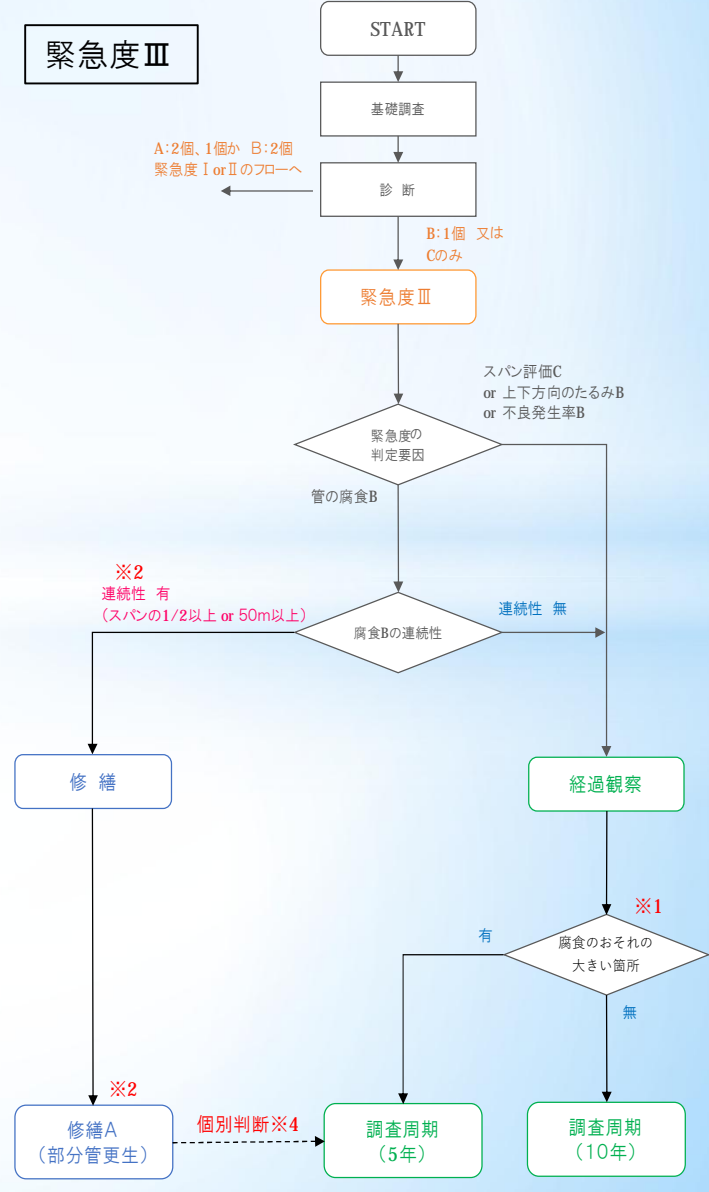 緊急度Ⅲ
START
基礎調査
A:2個、1個か B:2個
緊急度ⅠorⅡのフローへ
診 断
B:1個 又は
Cのみ
緊急度Ⅲ
スパン評価C
or 上下方向のたるみB
or 不良発生率B
緊急度の
判定要因
管の腐食B
※2
連続性 有
(スパンの1/2以上 or 50m以上)
腐食Bの連続性
連続性 無
修 繕
経過観察
※1
腐食のおそれの
大きい箇所
有
無
※2
修繕A
(部分管更生)
個別判断※4
調査周期
(5年)
調査周期
(10年)